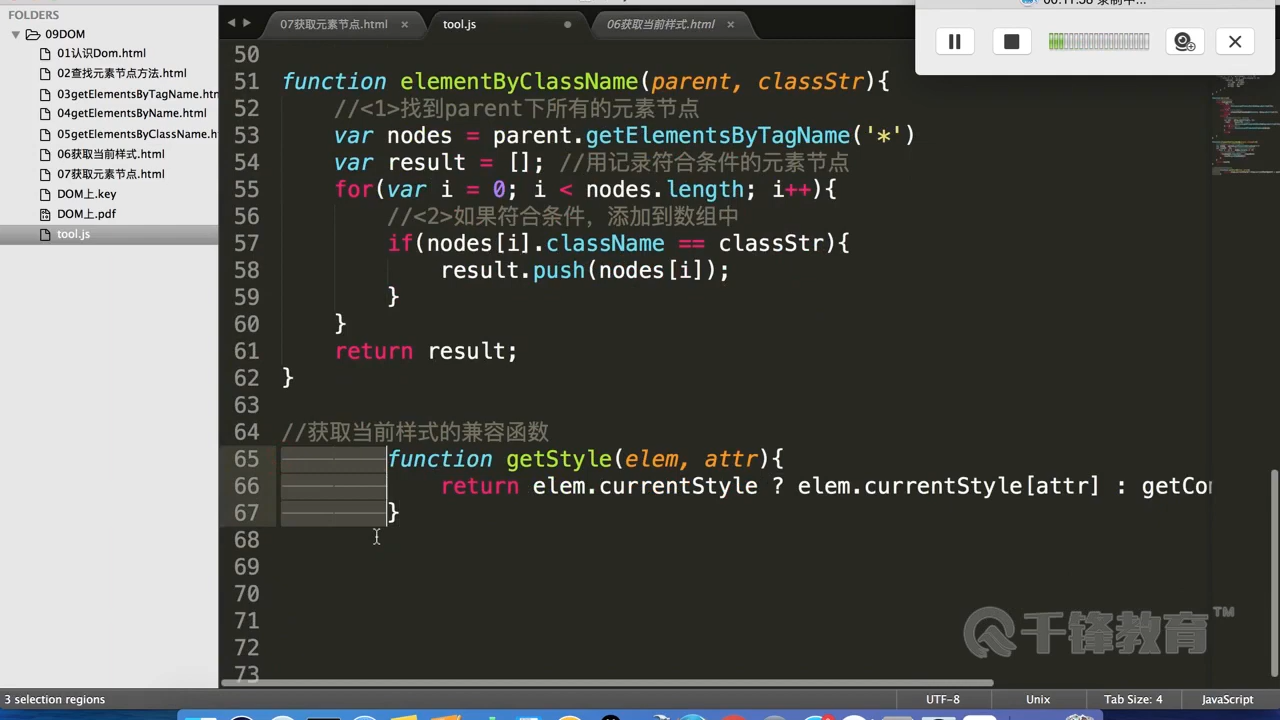 00:11:38 录制中...
FOLDERS
09DOM
01认识Dom.html
02查找元素节点方法.html
03getElementsByTagName.htm
04getElementsByName.html
05getElementsByClassName.h
06获取当前样式.html
07获取元素节点.html
DOM上.key
DOM上.pdf
tool.js
07获取元素节点.html × tool.js 06获取当前样式.html ×
50
51 function elementByClassName(parent, classStr){
52 //<1>找到parent下所有的元素节点
53 var nodes = parent.getElementsByTagName('*')
54 var result = []; //用记录符合条件的元素节点
55 for(var i = 0; i < nodes.length; i++){
56 //<2>如果符合条件，添加到数组中
57 if(nodes[i].className == classStr){
58 result.push(nodes[i]);
59 }
60 }
61 return result;
62 }
63
64 //获取当前样式的兼容函数
65 function getStyle(elem, attr){
66 return elem.currentStyle ? elem.currentStyle[attr] : getCo
67 }
68
69
70
71
72
73
千锋教育™
3 selection regions UTF-8 Unix Tab Size: 4 JavaScript